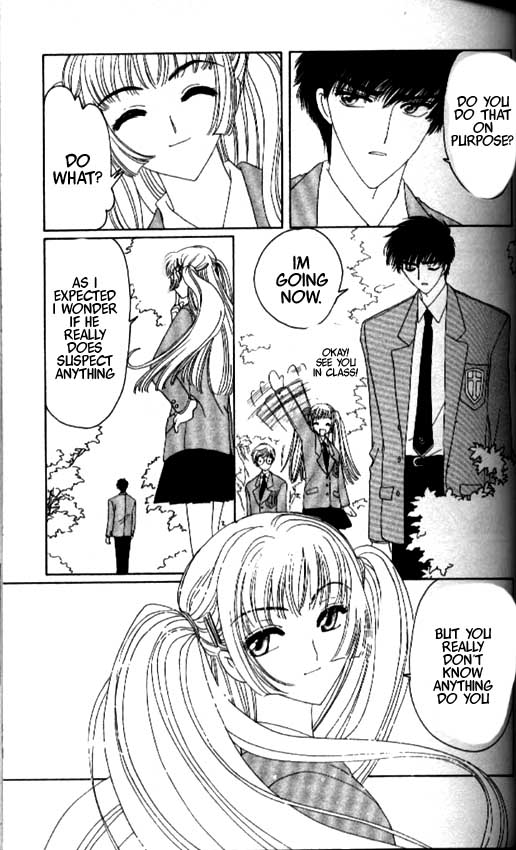 DO YOU
DO THAT
ON
PURPOSE?
DO
WHAT?
IM
GOING
NOW.
OKAY!
SEE YOU
IN CLASS!
AS I
EXPECTED
I WONDER
IF HE
REALLY
DOES
SUSPECT
ANYTHING
BUT YOU
REALLY
DON'T
KNOW
ANYTHING
DO YOU